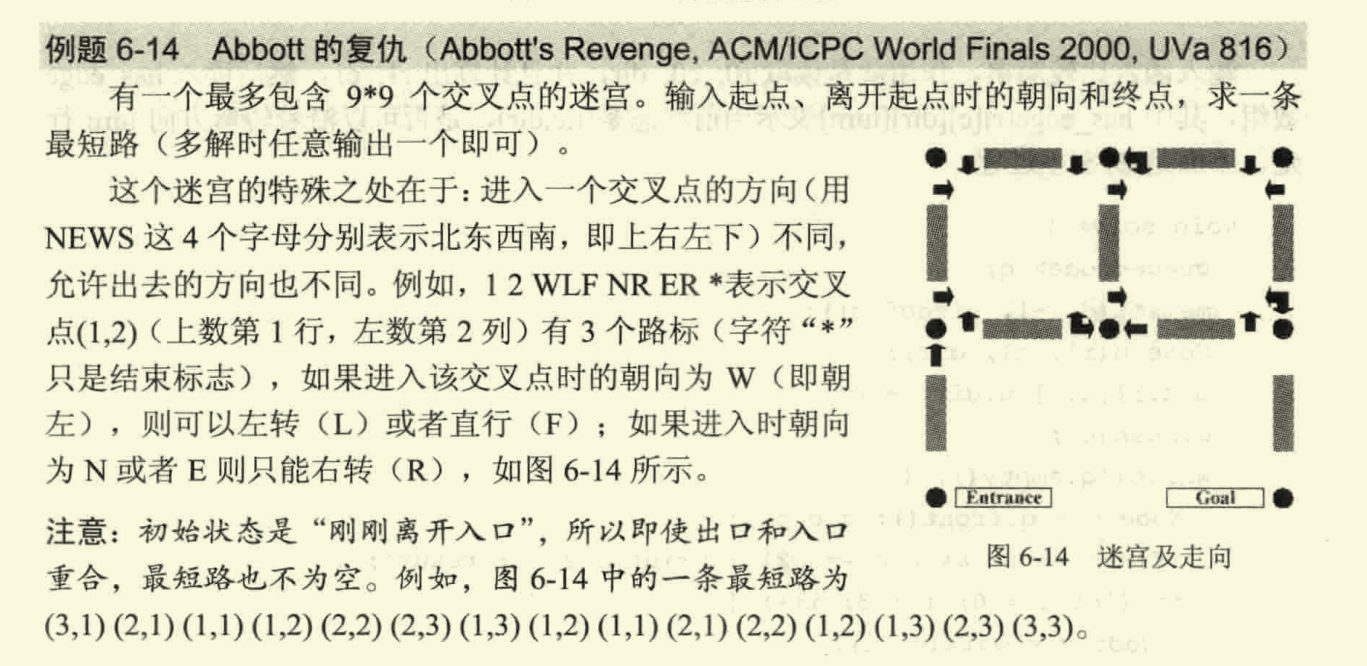 例题 6-14 Abbott 的复仇（Abbott's Revenge, ACM/ICPC World Finals 2000, UVa 816）
有一个最多包含 9*9 个交叉点的迷宫。输入起点、离开起点时的朝向和终点，求一条
最短路（多解时任意输出一个即可）。
这个迷宫的特殊之处在于：进入一个交叉点的方向（用
NEWS 这 4 个字母分别表示北东西南，即上右左下）不同，
允许出去的方向也不同。例如，1 2 WLF NR ER *表示交叉
点(1,2)（上数第 1 行，左数第 2 列）有 3 个路标（字符“*”
只是结束标志），如果进入该交叉点时的朝向为 W（即朝
左），则可以左转（L）或者直行（F）；如果进入时朝向
为 N 或者 E 则只能右转（R），如图 6-14 所示。
注意：初始状态是“刚刚离开入口”，所以即使出口和入口
重合，最短路也不为空。例如，图 6-14 中的一条最短路为
(3,1) (2,1) (1,1) (1,2) (2,2) (2,3) (1,3) (1,2) (1,1) (2,1) (2,2) (1,2) (1,3) (2,3) (3,3)。
Entrance
Goal
图 6-14 迷宫及走向